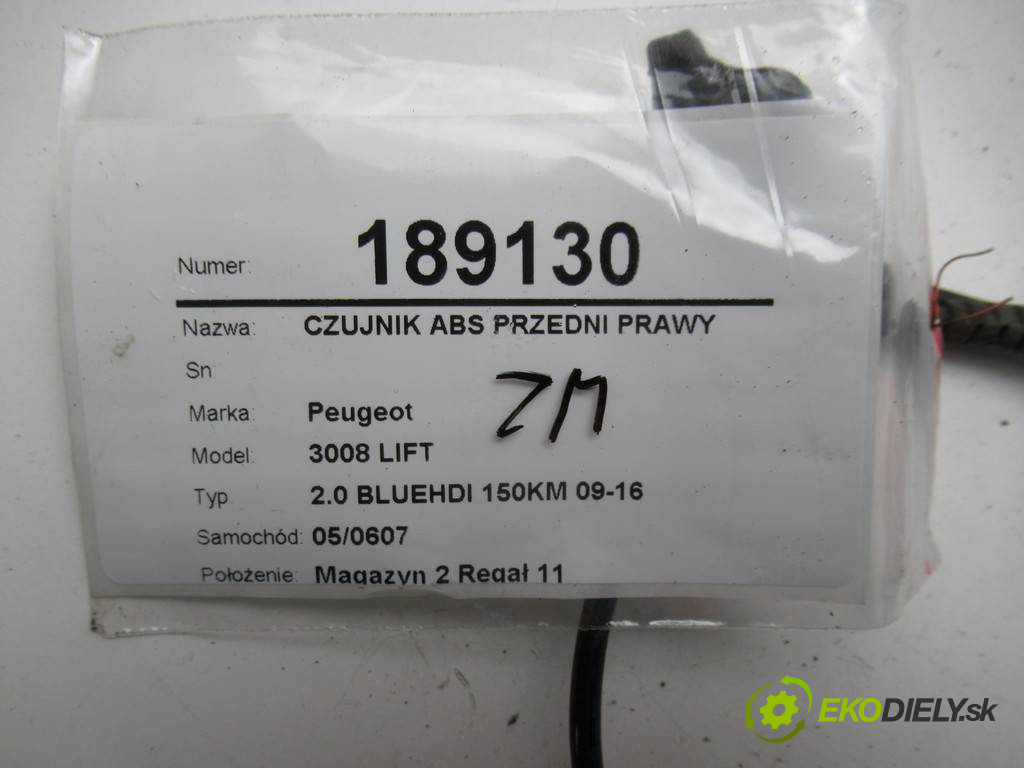 Numer: 189130
Nazwa: CZUJNIK ABS PRZEDNI PRAWY
Sn
Marka: Peugeot
ZM
Model: 3008 LIFT
Typ 2.0 BLUEHDI 150KM 09-16
Samochód: 05/0607
Położenie: Magazyn 2 Regał 11
EKODIELY.sk